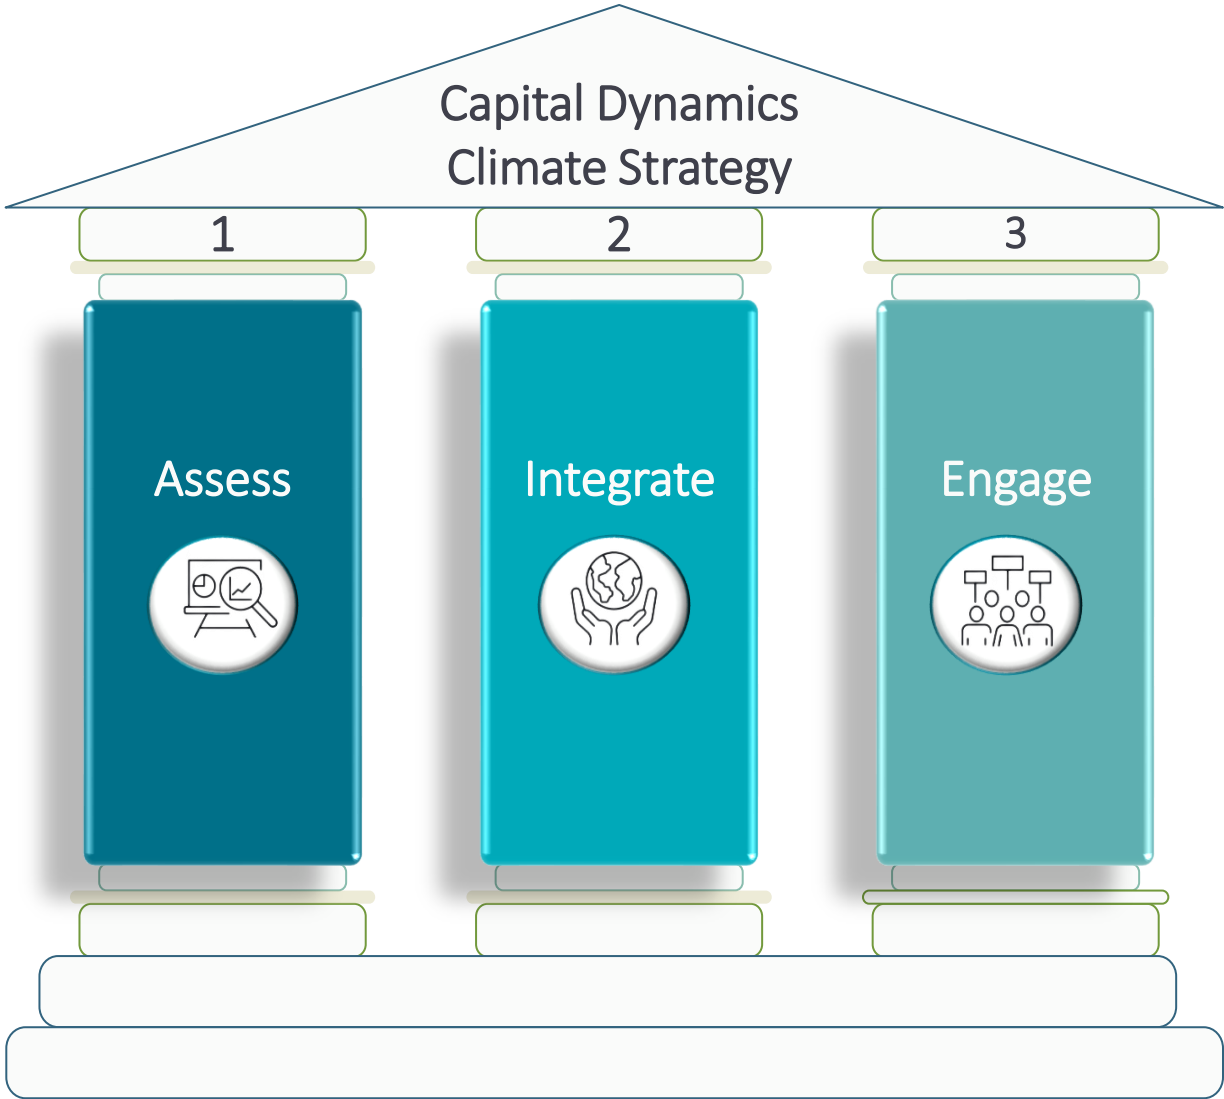 Capital Dynamics
Climate Strategy
1
2
3
Assess
Integrate
Engage